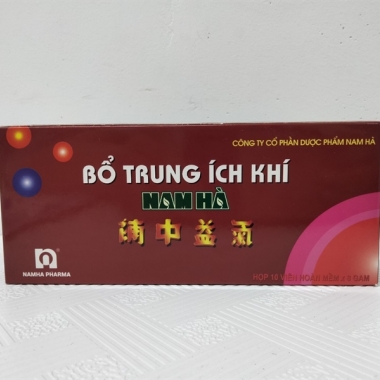 CÔNG TY CỔ PHẦN DƯỢC PHẨM NAM HÀ
BỔ TRUNG ÍCH KHÍ
NAM HÀ
中益氣
n ®
NAMHA PHARMA
HỘP 10 VIÊN HOÀN MỀM /